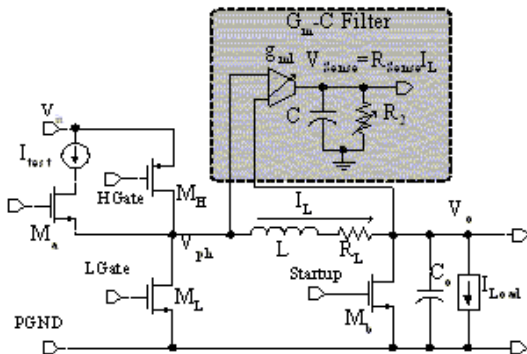 Gm-C Filter
gm1
VSense=RSenseIL
C
R2
Itest
HGate
MH
Ma
Vph
IL
L
RL
Vo
LGate
ML
Startup
Mb
Co
ILoad
PGND